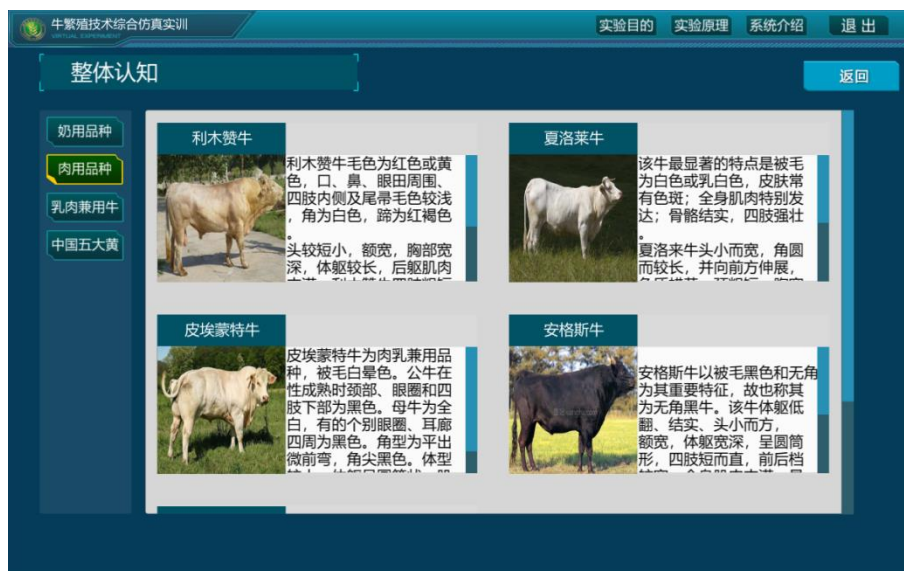 牛繁殖技术综合仿真实训
VIRTUAL EXPERIMENT
实验目的
实验原理
系统介绍
退出
整体认知
返回
奶用品种
肉用品种
乳肉兼用牛
中国五大黄
利木赞牛
利木赞牛毛色为红色或黄
色，口、鼻、眼田周围、
四肢内侧及尾帚毛色较浅
，角为白色，蹄为红褐色
。
头较短小，额宽，胸部宽
深，体躯较长，后躯肌肉
夏洛莱牛
该牛最显著的特点是被毛
为白色或乳白色，皮肤常
有色斑；全身肌肉特别发
达；骨骼结实，四肢强壮
。
夏洛来牛头小而宽，角圆
而较长，并向前方伸展，
皮埃蒙特牛
皮埃蒙特牛为肉乳兼用品
种，被毛白晕色。公牛在
性成熟时颈部、眼圈和四
肢下部为黑色。母牛为全
白，有的个别眼圈、耳廓
四周为黑色。角型为平出
微前弯，角尖黑色。体型
安格斯牛
安格斯牛以被毛黑色和无角
为其重要特征，故也称其
为无角黑牛。该牛体躯低
翻、结实、头小而方，
额宽，体躯宽深，呈圆筒
形，四肢短而直，前后档